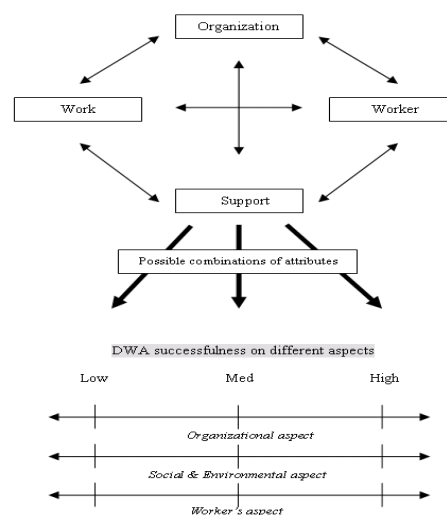 Organization
Work
Worker
Support
Possible combinations of attributes
DWA successfulness on different aspects
Low Med High
Organizational aspect
Social & Environmental aspect
Worker's aspect